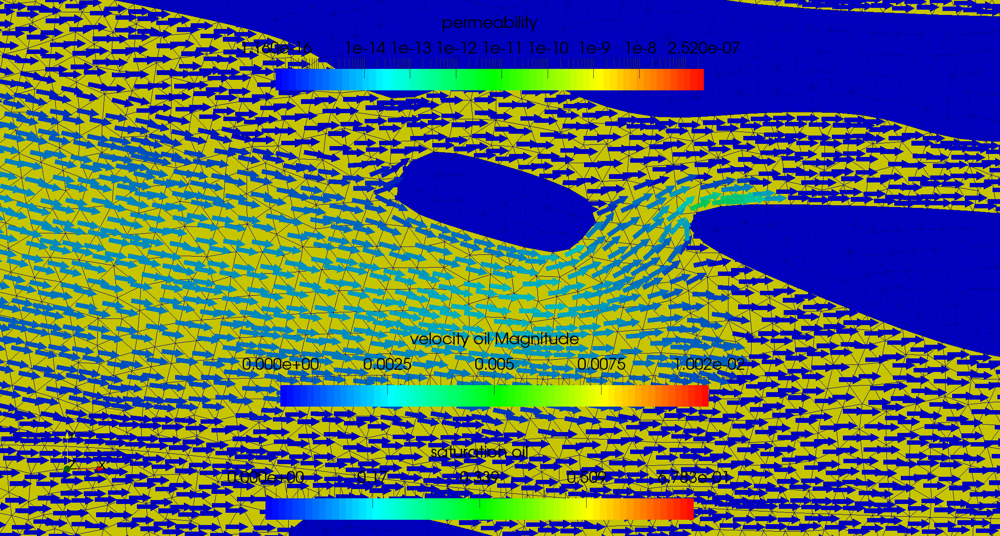 permeability
1.160e-16 1e-14 1e-13 1e-12 1e-11 1e-10 1e-9 1e-8 2.520e-07
velocity oil Magnitude
0.000e+00 0.0025 0.005 0.0075 1.002e-02
Y
saturation oil
Z X
0.000e+00 0.17 0.339 0.509 6.783e-01